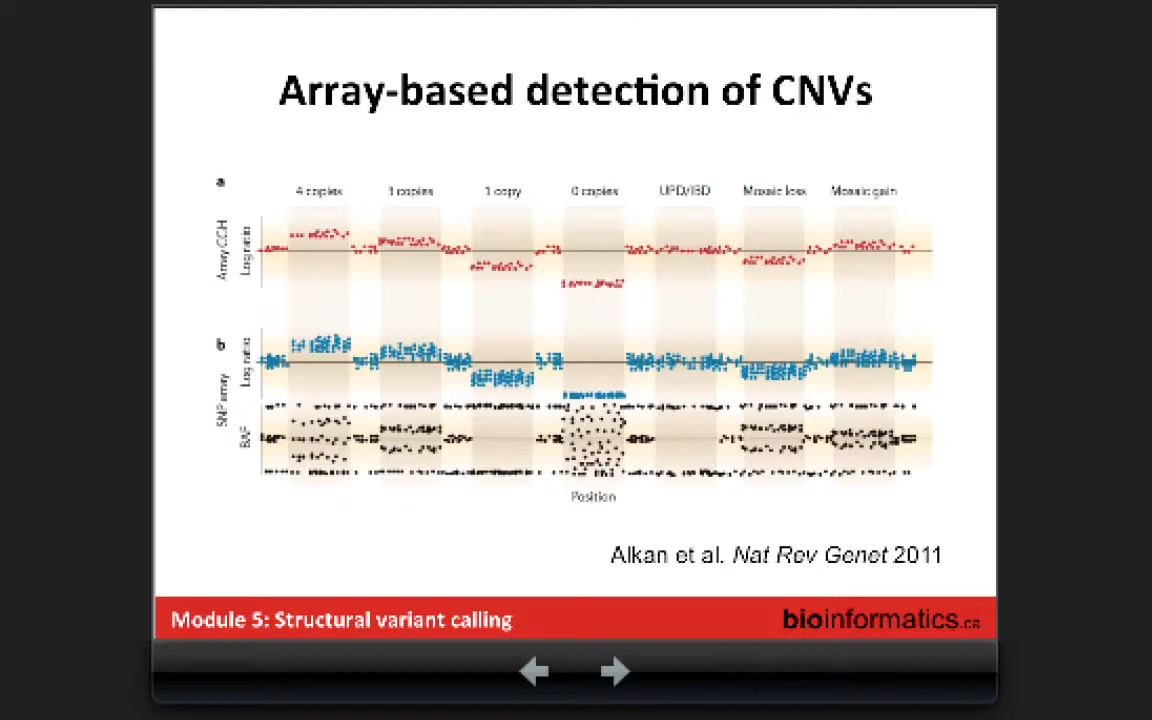 Array-based detection of CNVs
a
4 copies 3 copies 1 copy 0 copies UPD/IBD Mosaic loss Mosaic gain
Array CGH
Log ratio
Log ratio
SNP array
BAF
Position
Alkan et al. Nat Rev Genet 2011
Module 5: Structural variant calling
bioinformatics.ca